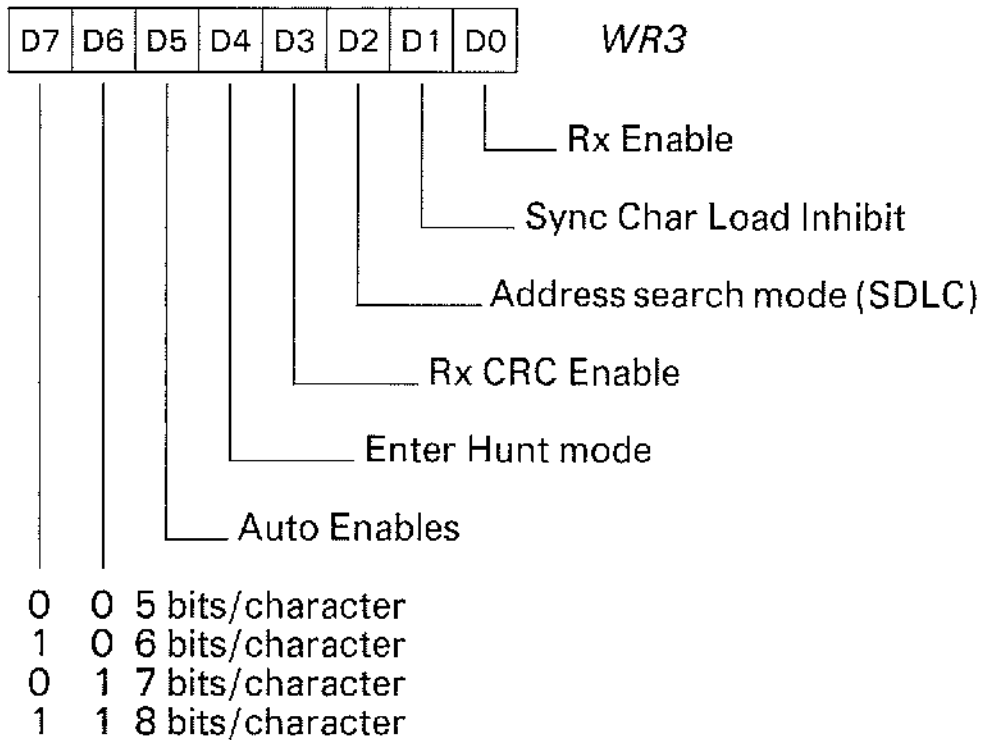 D7 D6 D5 D4 D3 D2 D1 D0 WR3
Rx Enable
Sync Char Load Inhibit
Address search mode (SDLC)
Rx CRC Enable
Enter Hunt mode
Auto Enables
0 0 5 bits/character
1 0 6 bits/character
0 1 7 bits/character
1 1 8 bits/character